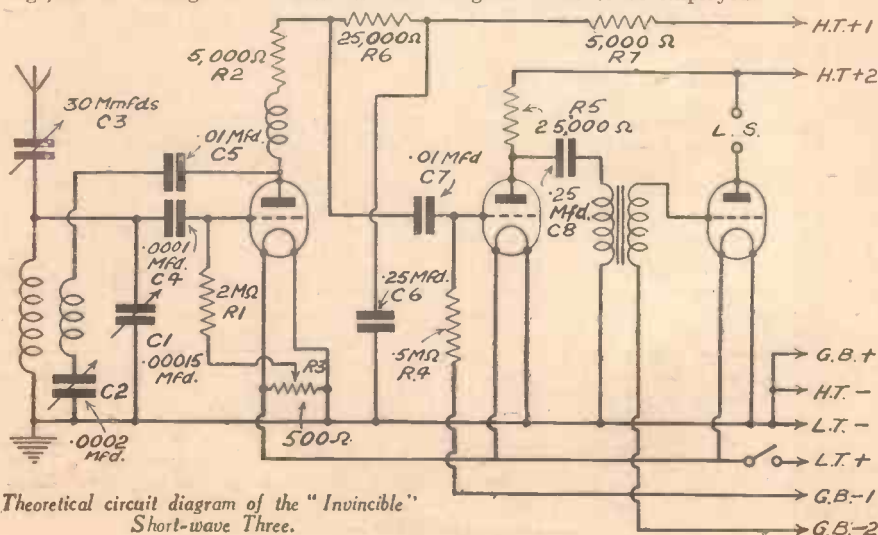 5,000Ω
R2
25,000Ω
R6
5,000 Ω
R7
H.T.+1
H.T+2
30 Mmfds
C3
.01 Mfd.
C5
R5
25,000 Ω
L. S.
.01 Mfd
C7
.25
Mfd.
C8
.0001
Mfd.
C4
2MΩ
R1
.25 Mfd.
C6
C1
.00015
Mfd.
R3
500Ω.
.5MΩ
R4
C2
.0002
Mfd.
G.B.+
H.T.-
L.T.-
L.T.+
G.B.-1
G.B.-2
Theoretical circuit diagram of the "Invincible"
Short-wave Three.